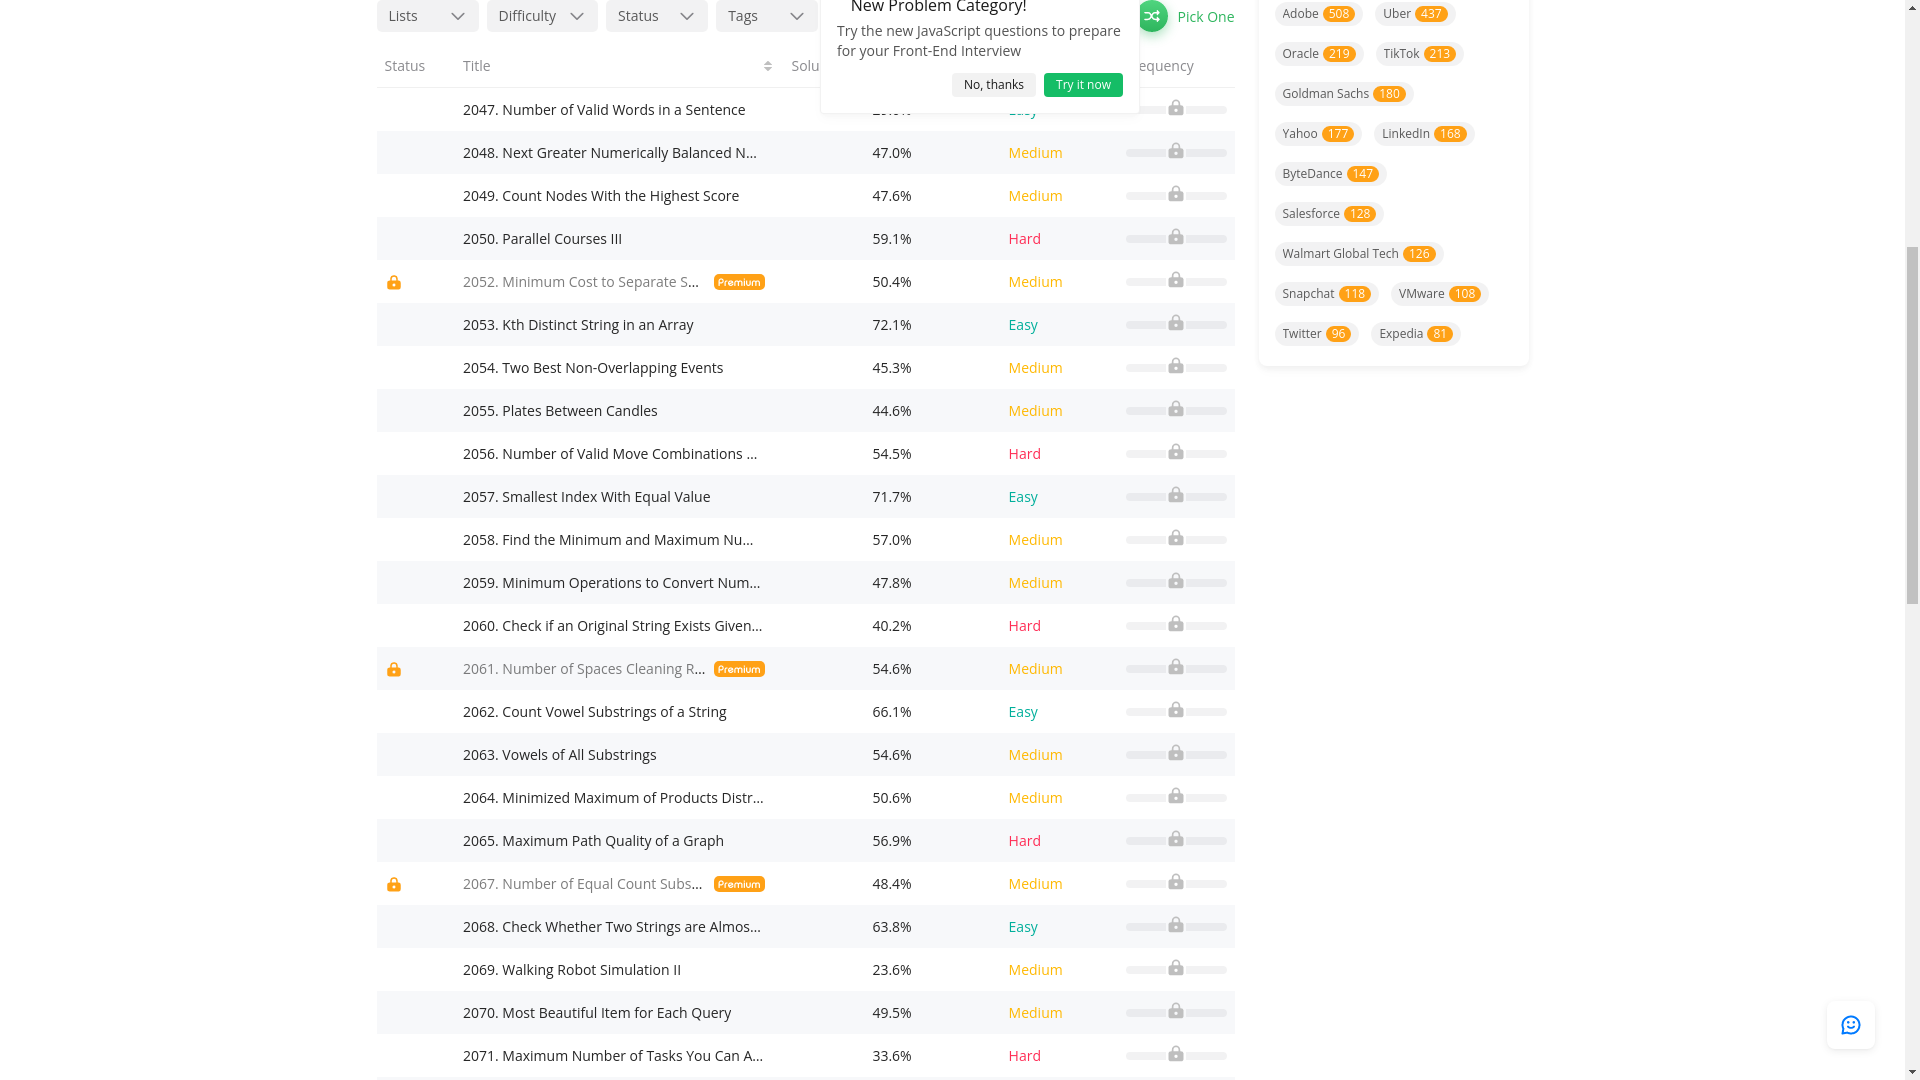 Lists Difficulty Status Tags
New Problem Category!
Try the new JavaScript questions to prepare
for your Front-End Interview
No, thanks Try it now
Pick One
Status Title Solu equency
2047. Number of Valid Words in a Sentence Easy
2048. Next Greater Numerically Balanced N... 47.0% Medium
2049. Count Nodes With the Highest Score 47.6% Medium
2050. Parallel Courses III 59.1% Hard
2052. Minimum Cost to Separate S... Premium 50.4% Medium
2053. Kth Distinct String in an Array 72.1% Easy
2054. Two Best Non-Overlapping Events 45.3% Medium
2055. Plates Between Candles 44.6% Medium
2056. Number of Valid Move Combinations ... 54.5% Hard
2057. Smallest Index With Equal Value 71.7% Easy
2058. Find the Minimum and Maximum Nu... 57.0% Medium
2059. Minimum Operations to Convert Num... 47.8% Medium
2060. Check if an Original String Exists Given... 40.2% Hard
2061. Number of Spaces Cleaning R... Premium 54.6% Medium
2062. Count Vowel Substrings of a String 66.1% Easy
2063. Vowels of All Substrings 54.6% Medium
2064. Minimized Maximum of Products Distr... 50.6% Medium
2065. Maximum Path Quality of a Graph 56.9% Hard
2067. Number of Equal Count Subs... Premium 48.4% Medium
2068. Check Whether Two Strings are Almos... 63.8% Easy
2069. Walking Robot Simulation II 23.6% Medium
2070. Most Beautiful Item for Each Query 49.5% Medium
2071. Maximum Number of Tasks You Can A... 33.6% Hard
Adobe 508 Uber 437
Oracle 219 TikTok 213
Goldman Sachs 180
Yahoo 177 LinkedIn 168
ByteDance 147
Salesforce 128
Walmart Global Tech 126
Snapchat 118 VMware 108
Twitter 96 Expedia 81